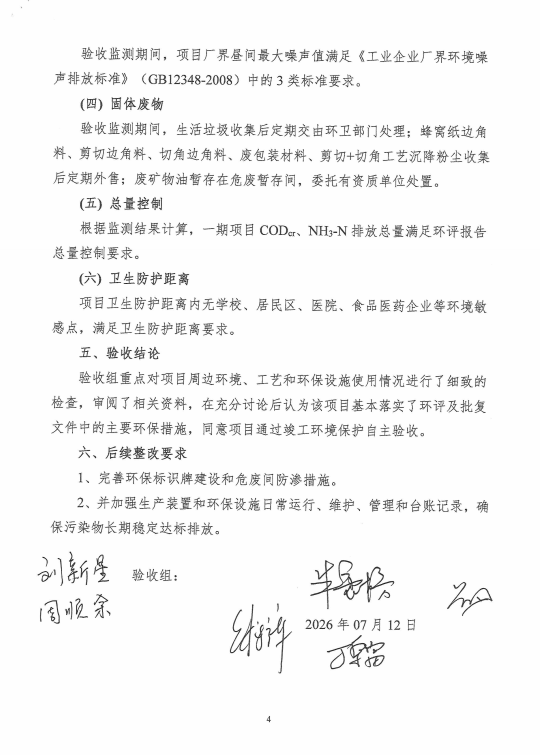 验收监测期间，项目厂界昼间最大噪声值满足《工业企业厂界环境噪
声排放标准》（GB12348-2008）中的 3 类标准要求。
(四) 固体废物
验收监测期间，生活垃圾收集后定期交由环卫部门处理；蜂窝纸边角
料、剪切边角料、切角边角料、废包装材料、剪切+切角工艺沉降粉尘收集
后定期外售；废矿物油暂存在危废暂存间，委托有资质单位处置。
(五) 总量控制
根据监测结果计算，一期项目 CODcr、NH3-N 排放总量满足环评报告
总量控制要求。
(六) 卫生防护距离
项目卫生防护距离内无学校、居民区、医院、食品医药企业等环境敏
感点，满足卫生防护距离要求。
五、验收结论
验收组重点对项目周边环境、工艺和环保设施使用情况进行了细致的
检查，审阅了相关资料，在充分讨论后认为该项目基本落实了环评及批复
文件中的主要环保措施，同意项目通过竣工环境保护自主验收。
六、后续整改要求
1、完善环保标识牌建设和危废间防渗措施。
2、并加强生产装置和环保设施日常运行、维护、管理和台账记录，确
保污染物长期稳定达标排放。
刘新星 验收组：
周顺余
2026 年 07 月 12 日
4